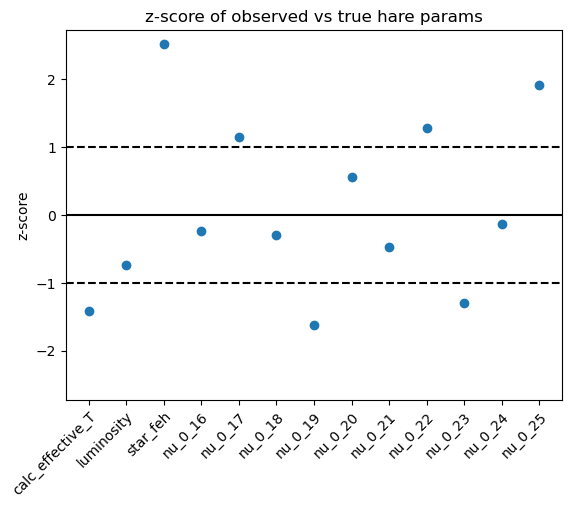 z-score of observed vs true hare params
2
1
0
−1
−2
z-score
calc_effective_T
luminosity
star_feh
nu_0_16
nu_0_17
nu_0_18
nu_0_19
nu_0_20
nu_0_21
nu_0_22
nu_0_23
nu_0_24
nu_0_25